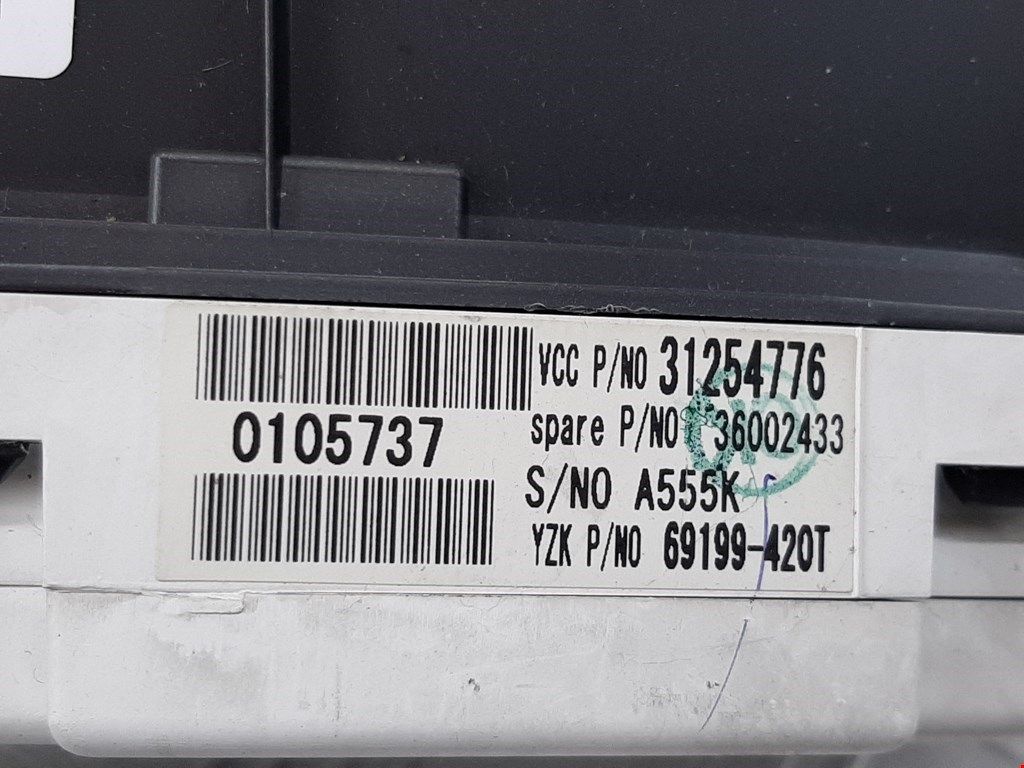 VCC P/NO 31254776
0105737
spare P/NO 36002433
S/NO A555K
YZK P/NO 69199-420T